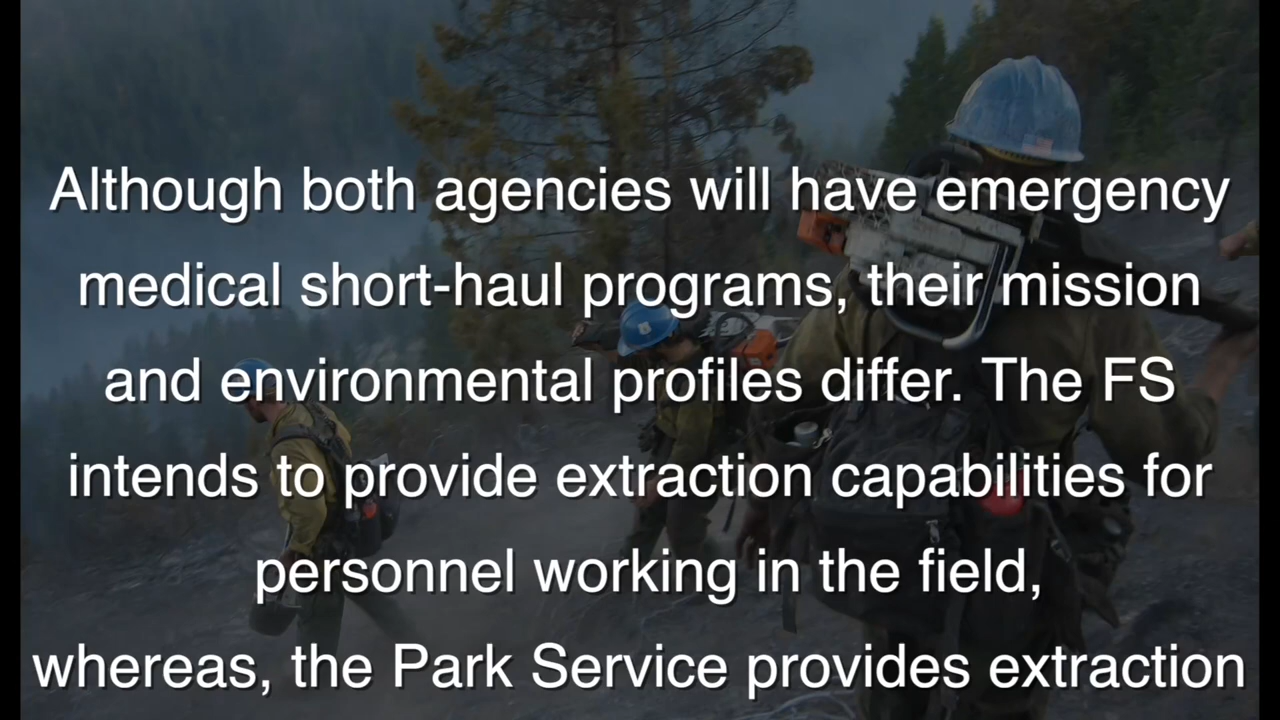 Although both agencies will have emergency
medical short-haul programs, their mission
and environmental profiles differ. The FS
intends to provide extraction capabilities for
personnel working in the field,
whereas, the Park Service provides extraction